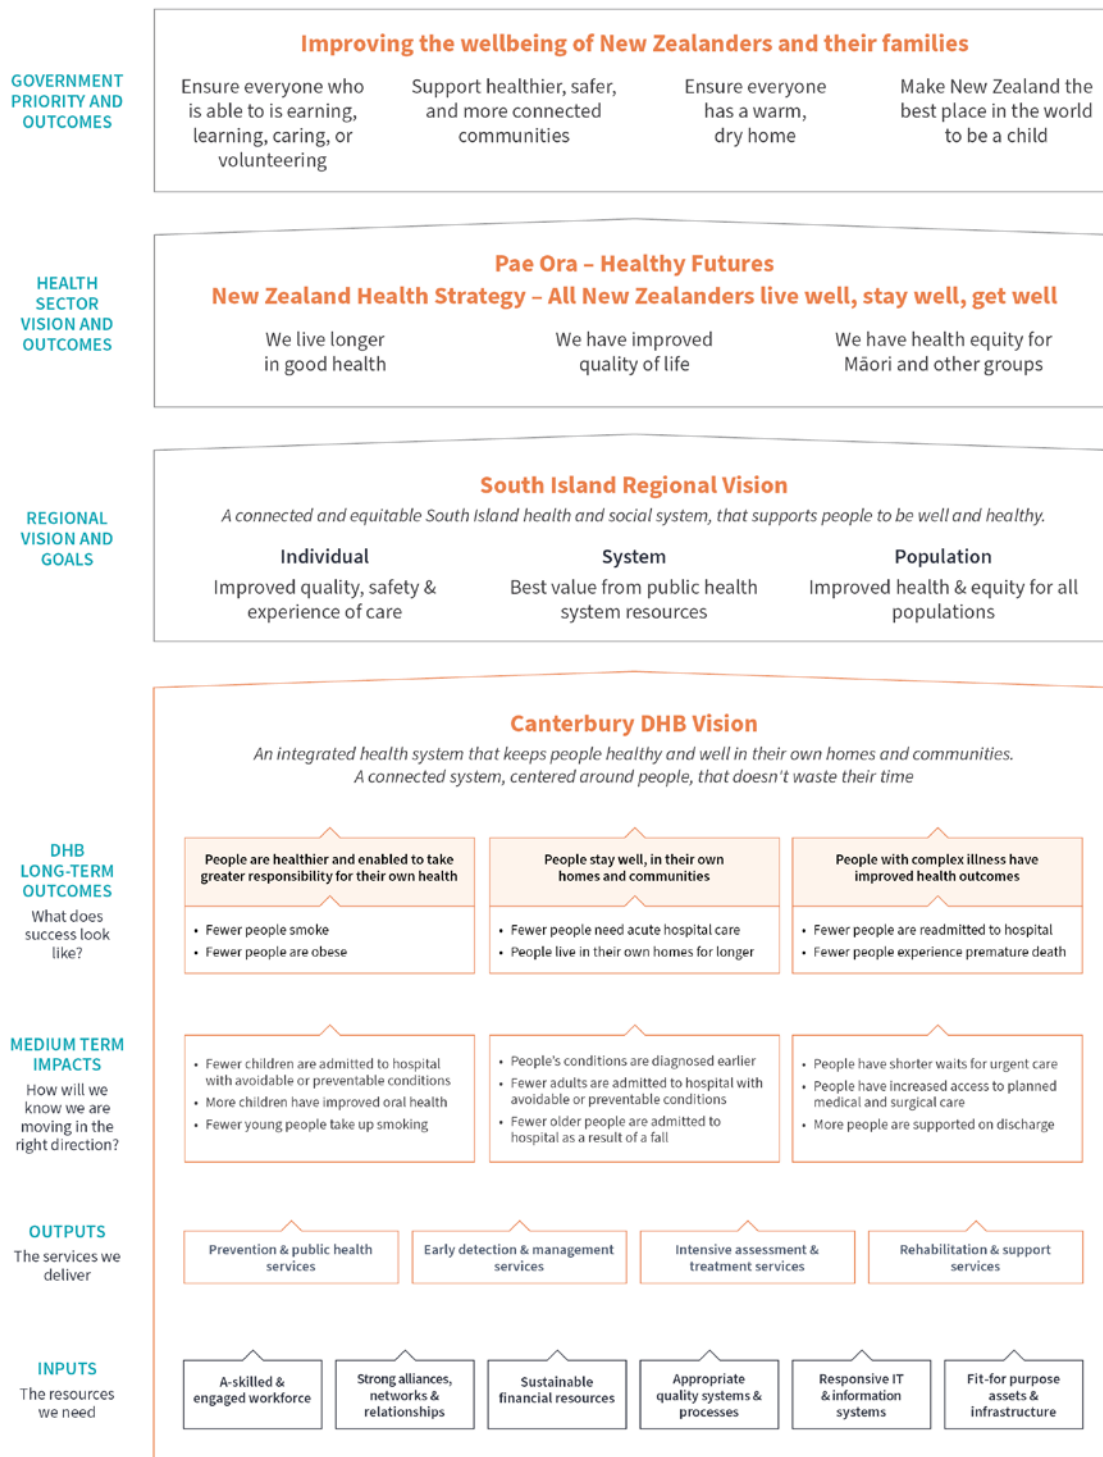 Improving the wellbeing of New Zealanders and their families
GOVERNMENT
PRIORITY AND
OUTCOMES
Ensure everyone who
is able to is earning,
learning, caring, or
volunteering
Support healthier, safer,
and more connected
communities
Ensure everyone
has a warm,
dry home
Make New Zealand the
best place in the world
to be a child
HEALTH
SECTOR
VISION AND
OUTCOMES
Pae Ora – Healthy Futures
New Zealand Health Strategy – All New Zealanders live well, stay well, get well
We live longer
in good health
We have improved
quality of life
We have health equity for
Māori and other groups
REGIONAL
VISION AND
GOALS
South Island Regional Vision
A connected and equitable South Island health and social system, that supports people to be well and healthy.
Individual
Improved quality, safety &
experience of care
System
Best value from public health
system resources
Population
Improved health & equity for all
populations
Canterbury DHB Vision
An integrated health system that keeps people healthy and well in their own homes and communities.
A connected system, centered around people, that doesn't waste their time
DHB
LONG-TERM
OUTCOMES
What does
success look
like?
People are healthier and enabled to take
greater responsibility for their own health
• Fewer people smoke
• Fewer people are obese
People stay well, in their own
homes and communities
• Fewer people need acute hospital care
• People live in their own homes for longer
People with complex illness have
improved health outcomes
• Fewer people are readmitted to hospital
• Fewer people experience premature death
MEDIUM TERM
IMPACTS
How will we
know we are
moving in the
right direction?
• Fewer children are admitted to hospital
with avoidable or preventable conditions
• More children have improved oral health
• Fewer young people take up smoking
• People's conditions are diagnosed earlier
• Fewer adults are admitted to hospital with
avoidable or preventable conditions
• Fewer older people are admitted to
hospital as a result of a fall
• People have shorter waits for urgent care
• People have increased access to planned
medical and surgical care
• More people are supported on discharge
OUTPUTS
The services we
deliver
Prevention & public health
services
Early detection & management
services
Intensive assessment &
treatment services
Rehabilitation & support
services
INPUTS
The resources
we need
A-skilled &
engaged workforce
Strong alliances,
networks &
relationships
Sustainable
financial resources
Appropriate
quality systems &
processes
Responsive IT
& information
systems
Fit-for purpose
assets &
infrastructure